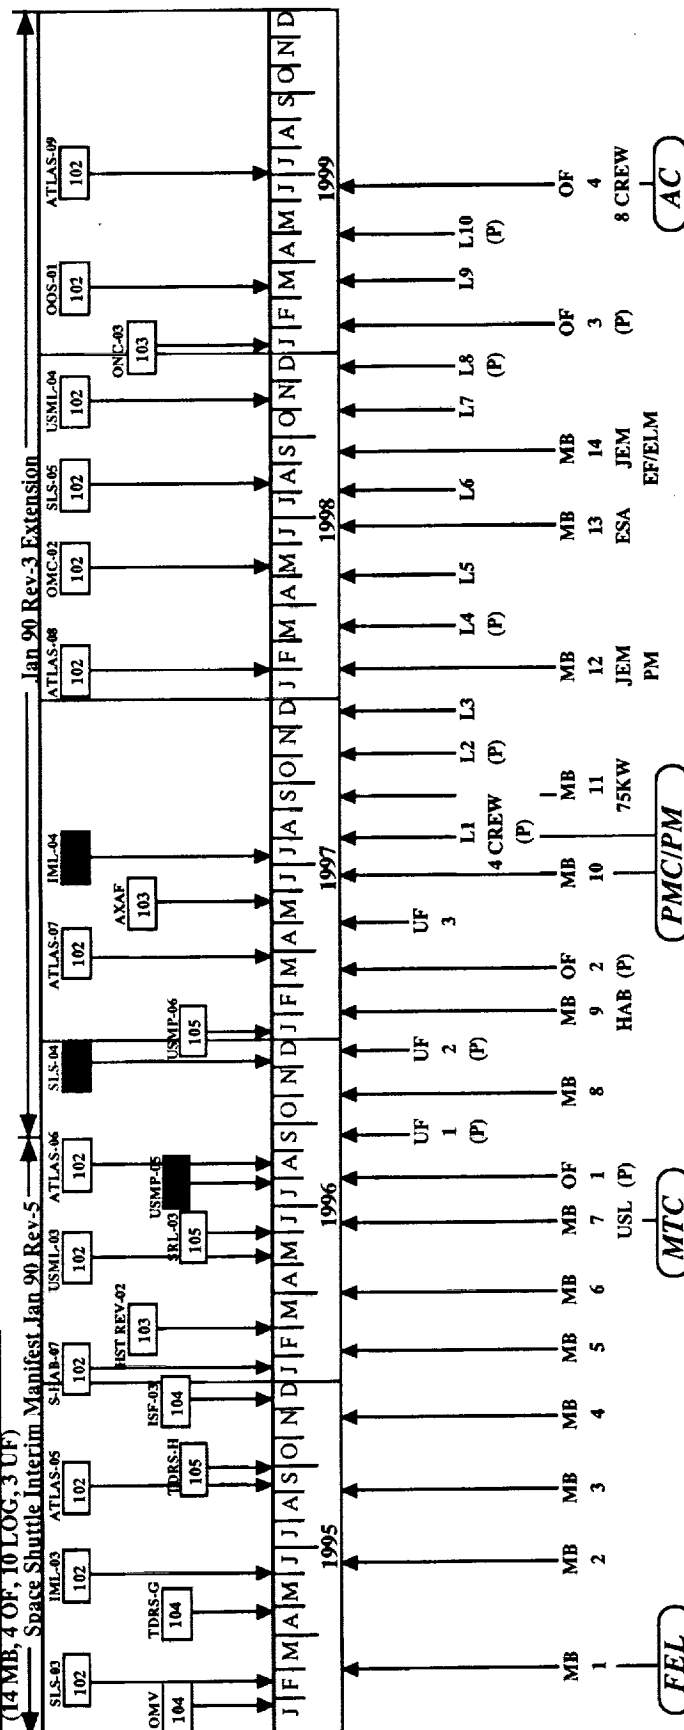 (14 MB, 4 OF, 10 LOG, 3 UF)
Space Shuttle Interim Manifest Jan 90 Rev-5
Jan 90 Rev-3 Extension
OMV
104
SLS-03
102
TDRS-G
104
IML-03
102
ATLAS-05
102
TDRS-H
105
ISF-03
104
S-HAB-07
102
HST REV-02
103
USML-03
102
SRL-03
105
USMP-05
ATLAS-06
102
SLS-04
USMP-06
105
ATLAS-07
102
AXAF
103
IML-04
ATLAS-08
102
OMC-02
102
SLS-05
102
USML-04
102
ONC-03
103
OOS-01
102
ATLAS-09
102
J F M A M J J A S O N D
J F M A M J J A S O N D
J F M A M J J A S O N D
J F M A M J J A S O N D
J F M A M J J A S O N D
1995
1996
1997
1998
1999
MB
1
FEL
MB
2
MB
3
MB
4
MB
5
MB
6
MB
7
USL
MTC
OF
1
(P)
UF
1
(P)
MB
8
UF
2
(P)
MB
9
HAB
OF
2
(P)
UF
3
MB
10
L1
4 CREW
(P)
PMC/PM
MB
11
75KW
L2
(P)
L3
MB
12
JEM
PM
L4
(P)
L5
MB
13
ESA
L6
MB
14
JEM
EF/ELM
L7
L8
(P)
OF
3
(P)
L9
L10
(P)
OF
4
8 CREW
AC